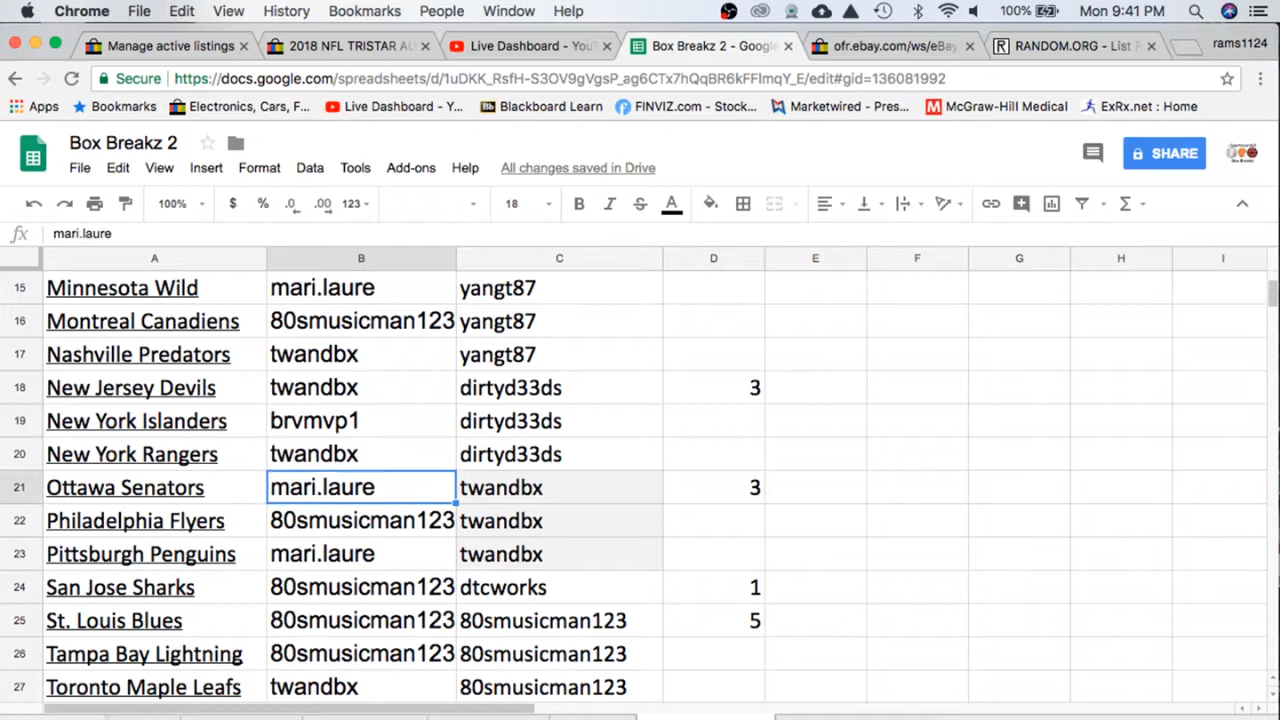 Chrome File Edit View History Bookmarks People Window Help 100% Mon 9:41 PM
Manage active listings 2018 NFL TRISTAR AU Live Dashboard - YouT Box Breakz 2 - Google ofr.ebay.com/ws/eBay RANDOM.ORG - List R rams1124
Secure https://docs.google.com/spreadsheets/d/1uDKK_RsfH-S3OV9gVgsP_ag6CTx7hQqBR6kFFImqY_E/edit#gid=136081992
Apps Bookmarks Electronics, Cars, F... Live Dashboard - Y... Blackboard Learn FINVIZ.com - Stock... Marketwired - Pres... McGraw-Hill Medical ExRx.net : Home
Box Breakz 2
File Edit View Insert Format Data Tools Add-ons Help All changes saved in Drive SHARE
100% $ % .0 .00 123 18 B I S A Σ
fx mari.laure
A B C D E F G H I
15 Minnesota Wild mari.laure yangt87
16 Montreal Canadiens 80smusicman123 yangt87
17 Nashville Predators twandbx yangt87
18 New Jersey Devils twandbx dirtyd33ds 3
19 New York Islanders brvmvp1 dirtyd33ds
20 New York Rangers twandbx dirtyd33ds
21 Ottawa Senators mari.laure twandbx 3
22 Philadelphia Flyers 80smusicman123 twandbx
23 Pittsburgh Penguins mari.laure twandbx
24 San Jose Sharks 80smusicman123 dtcworks 1
25 St. Louis Blues 80smusicman123 80smusicman123 5
26 Tampa Bay Lightning 80smusicman123 80smusicman123
27 Toronto Maple Leafs twandbx 80smusicman123